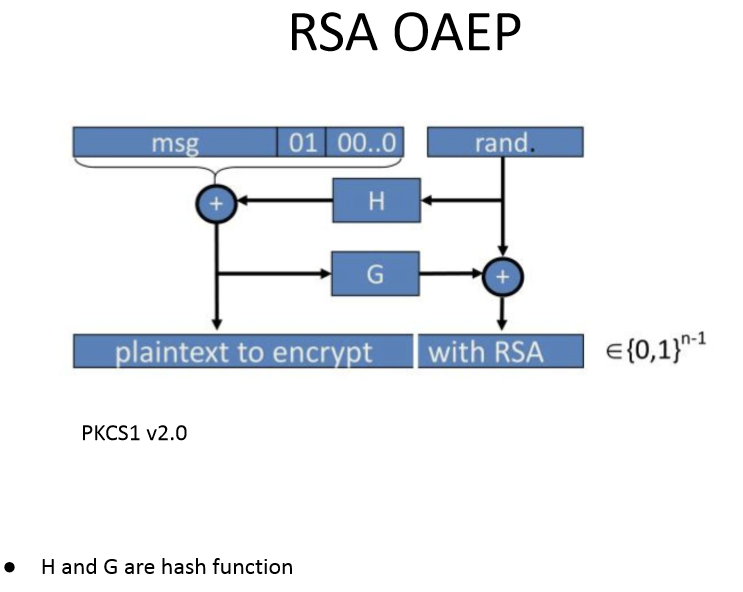 RSA OAEP
msg 01 00..0 rand.
+ H
G +
plaintext to encrypt with RSA ∈{0,1}ⁿ⁻¹
PKCS1 v2.0
● H and G are hash function